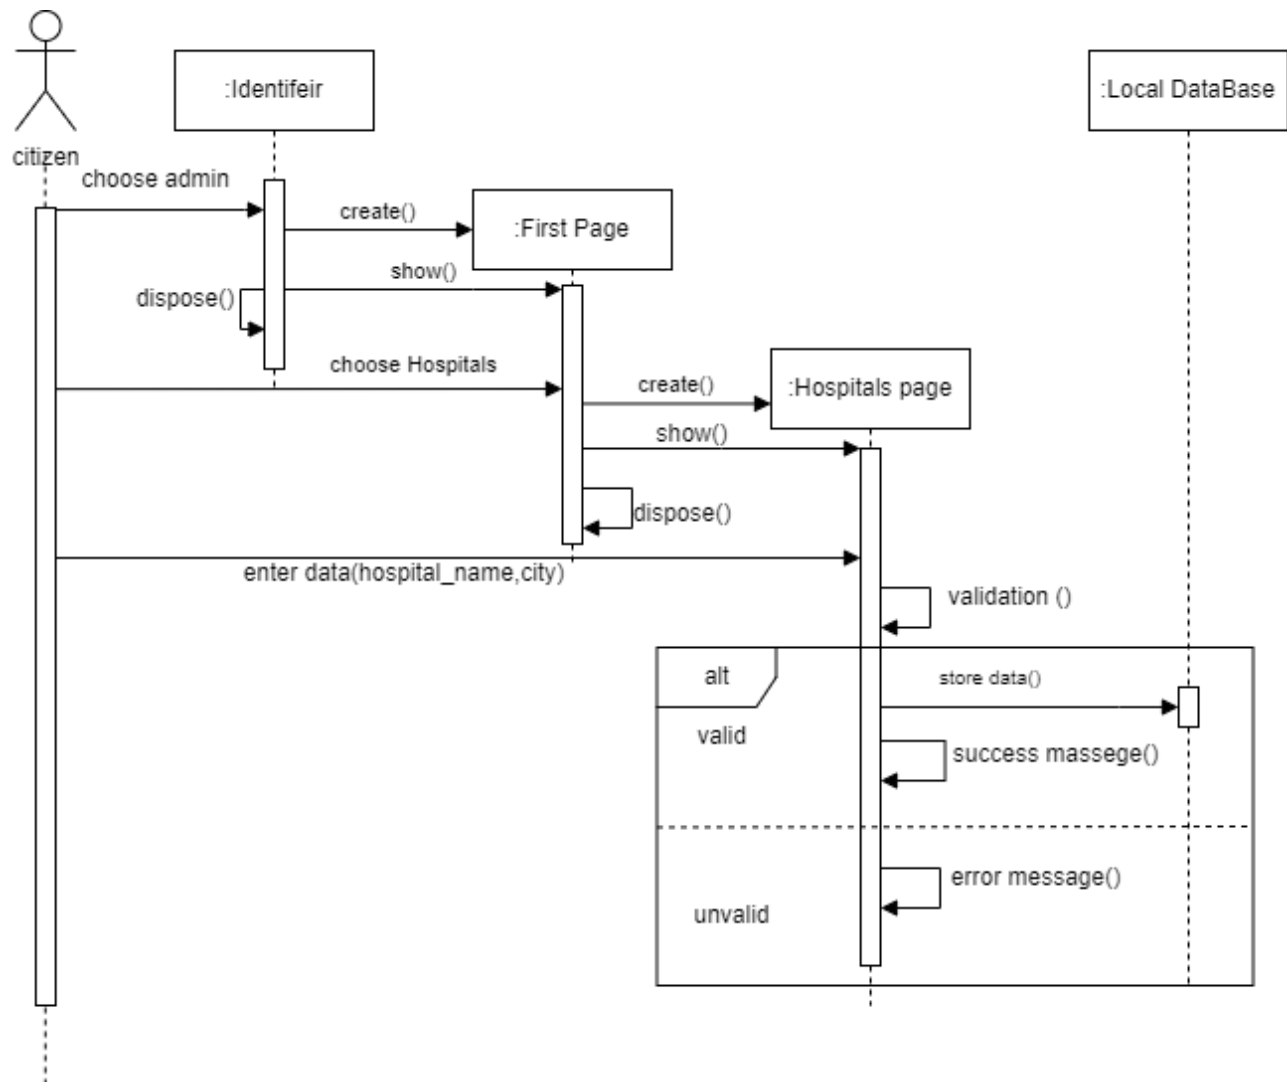 :Identifeir
:Local DataBase
citizen
choose admin
create()
:First Page
show()
dispose()
choose Hospitals
create()
:Hospitals page
show()
dispose()
enter data(hospital_name,city)
validation ()
alt
store data()
valid
success massege()
error message()
unvalid